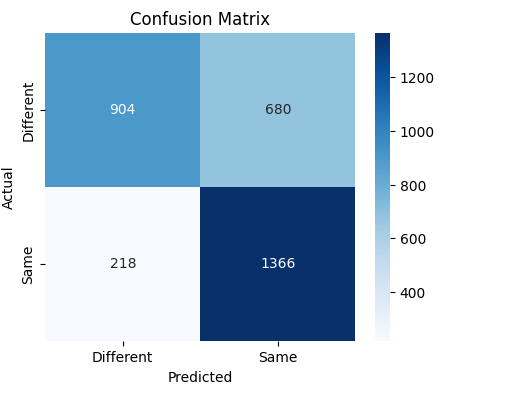 Confusion Matrix
Actual
Different
904
680
Same
218
1366
Different
Same
Predicted
1200
1000
800
600
400